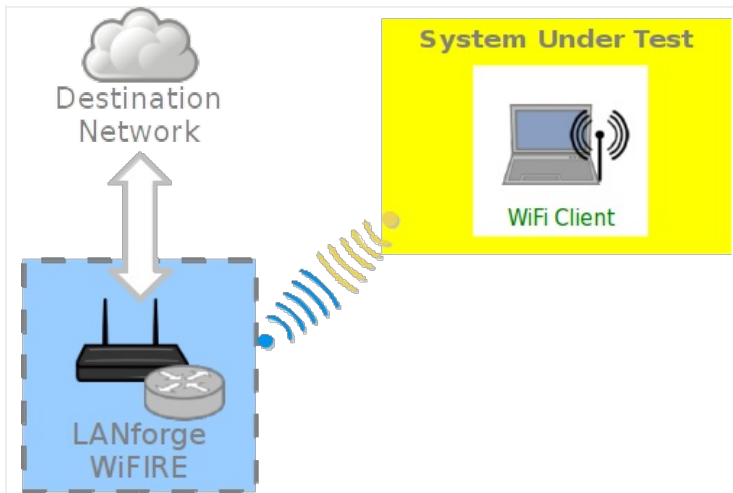 System Under Test
Destination
Network
WiFi Client
LANforge
WiFIRE